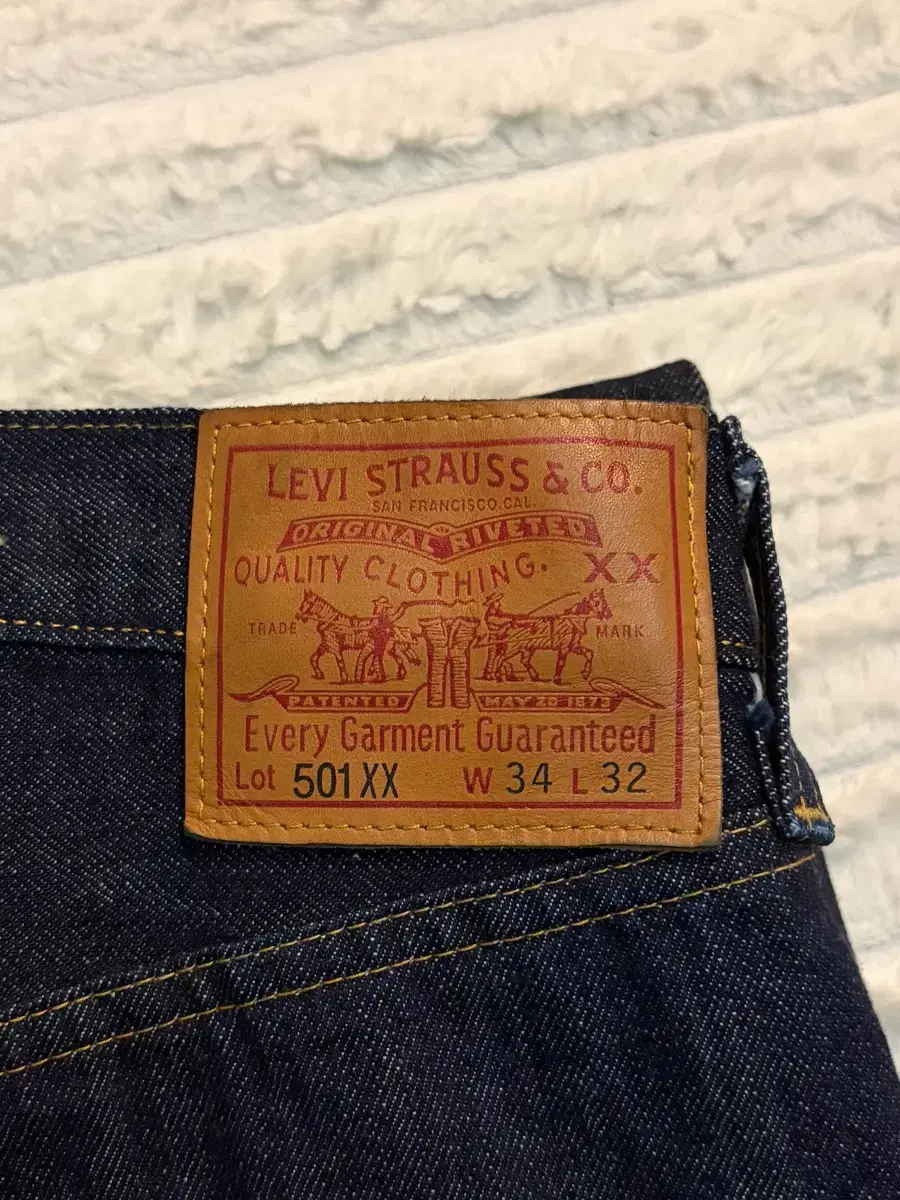 LEVI STRAUSS & CO.
SAN FRANCISCO, CAL.
ORIGINAL RIVETED
QUALITY CLOTHING. XX
TRADE MARK
PATENTED MAY 20 1873
Every Garment Guaranteed
Lot 501XX W 34 L 32